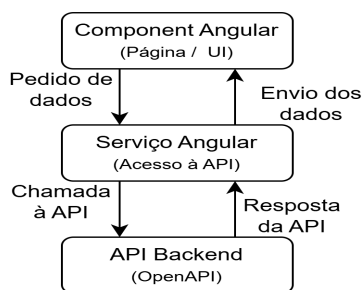 Component Angular
(Página / UI)
Pedido de
dados
Envio dos
dados
Serviço Angular
(Acesso à API)
Chamada
à API
Resposta
da API
API Backend
(OpenAPI)